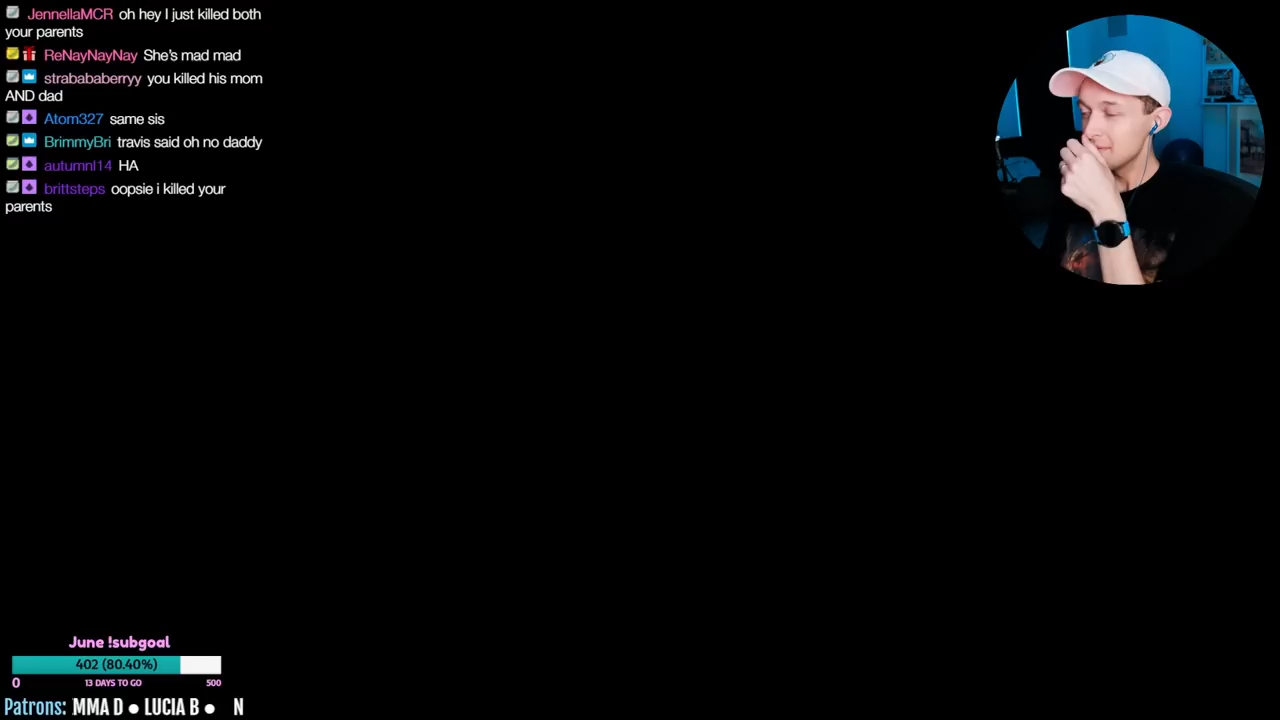 JennellaMCR oh hey I just killed both
your parents
ReNayNayNay She's mad mad
strabababerryy you killed his mom
AND dad
Atom327 same sis
BrimmyBri travis said oh no daddy
autumnl14 HA
brittsteps oopsie i killed your
parents
June !subgoal
402 (80.40%)
0 13 DAYS TO GO 500
Patrons: MMA D ● LUCIA B ● N